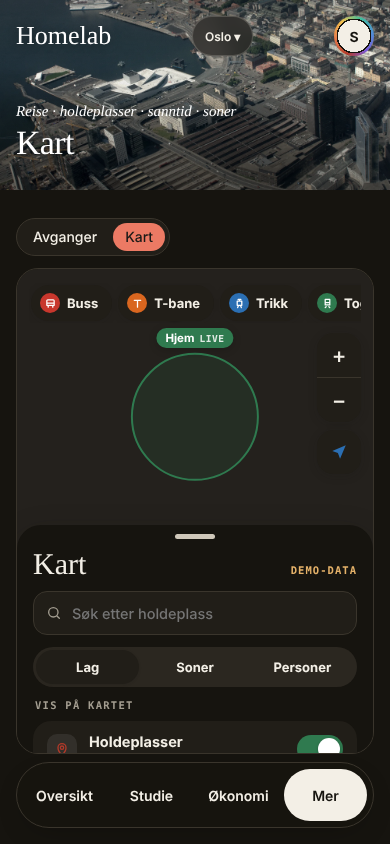 Homelab
Oslo ▾
S
Reise · holdeplasser · sanntid · soner
Kart
Avganger
Kart
Buss
T-bane
Trikk
To
Hjem LIVE
+
−
Kart
DEMO-DATA
Søk etter holdeplass
Lag
Soner
Personer
VIS PÅ KARTET
Holdeplasser
Oversikt
Studie
Økonomi
Mer